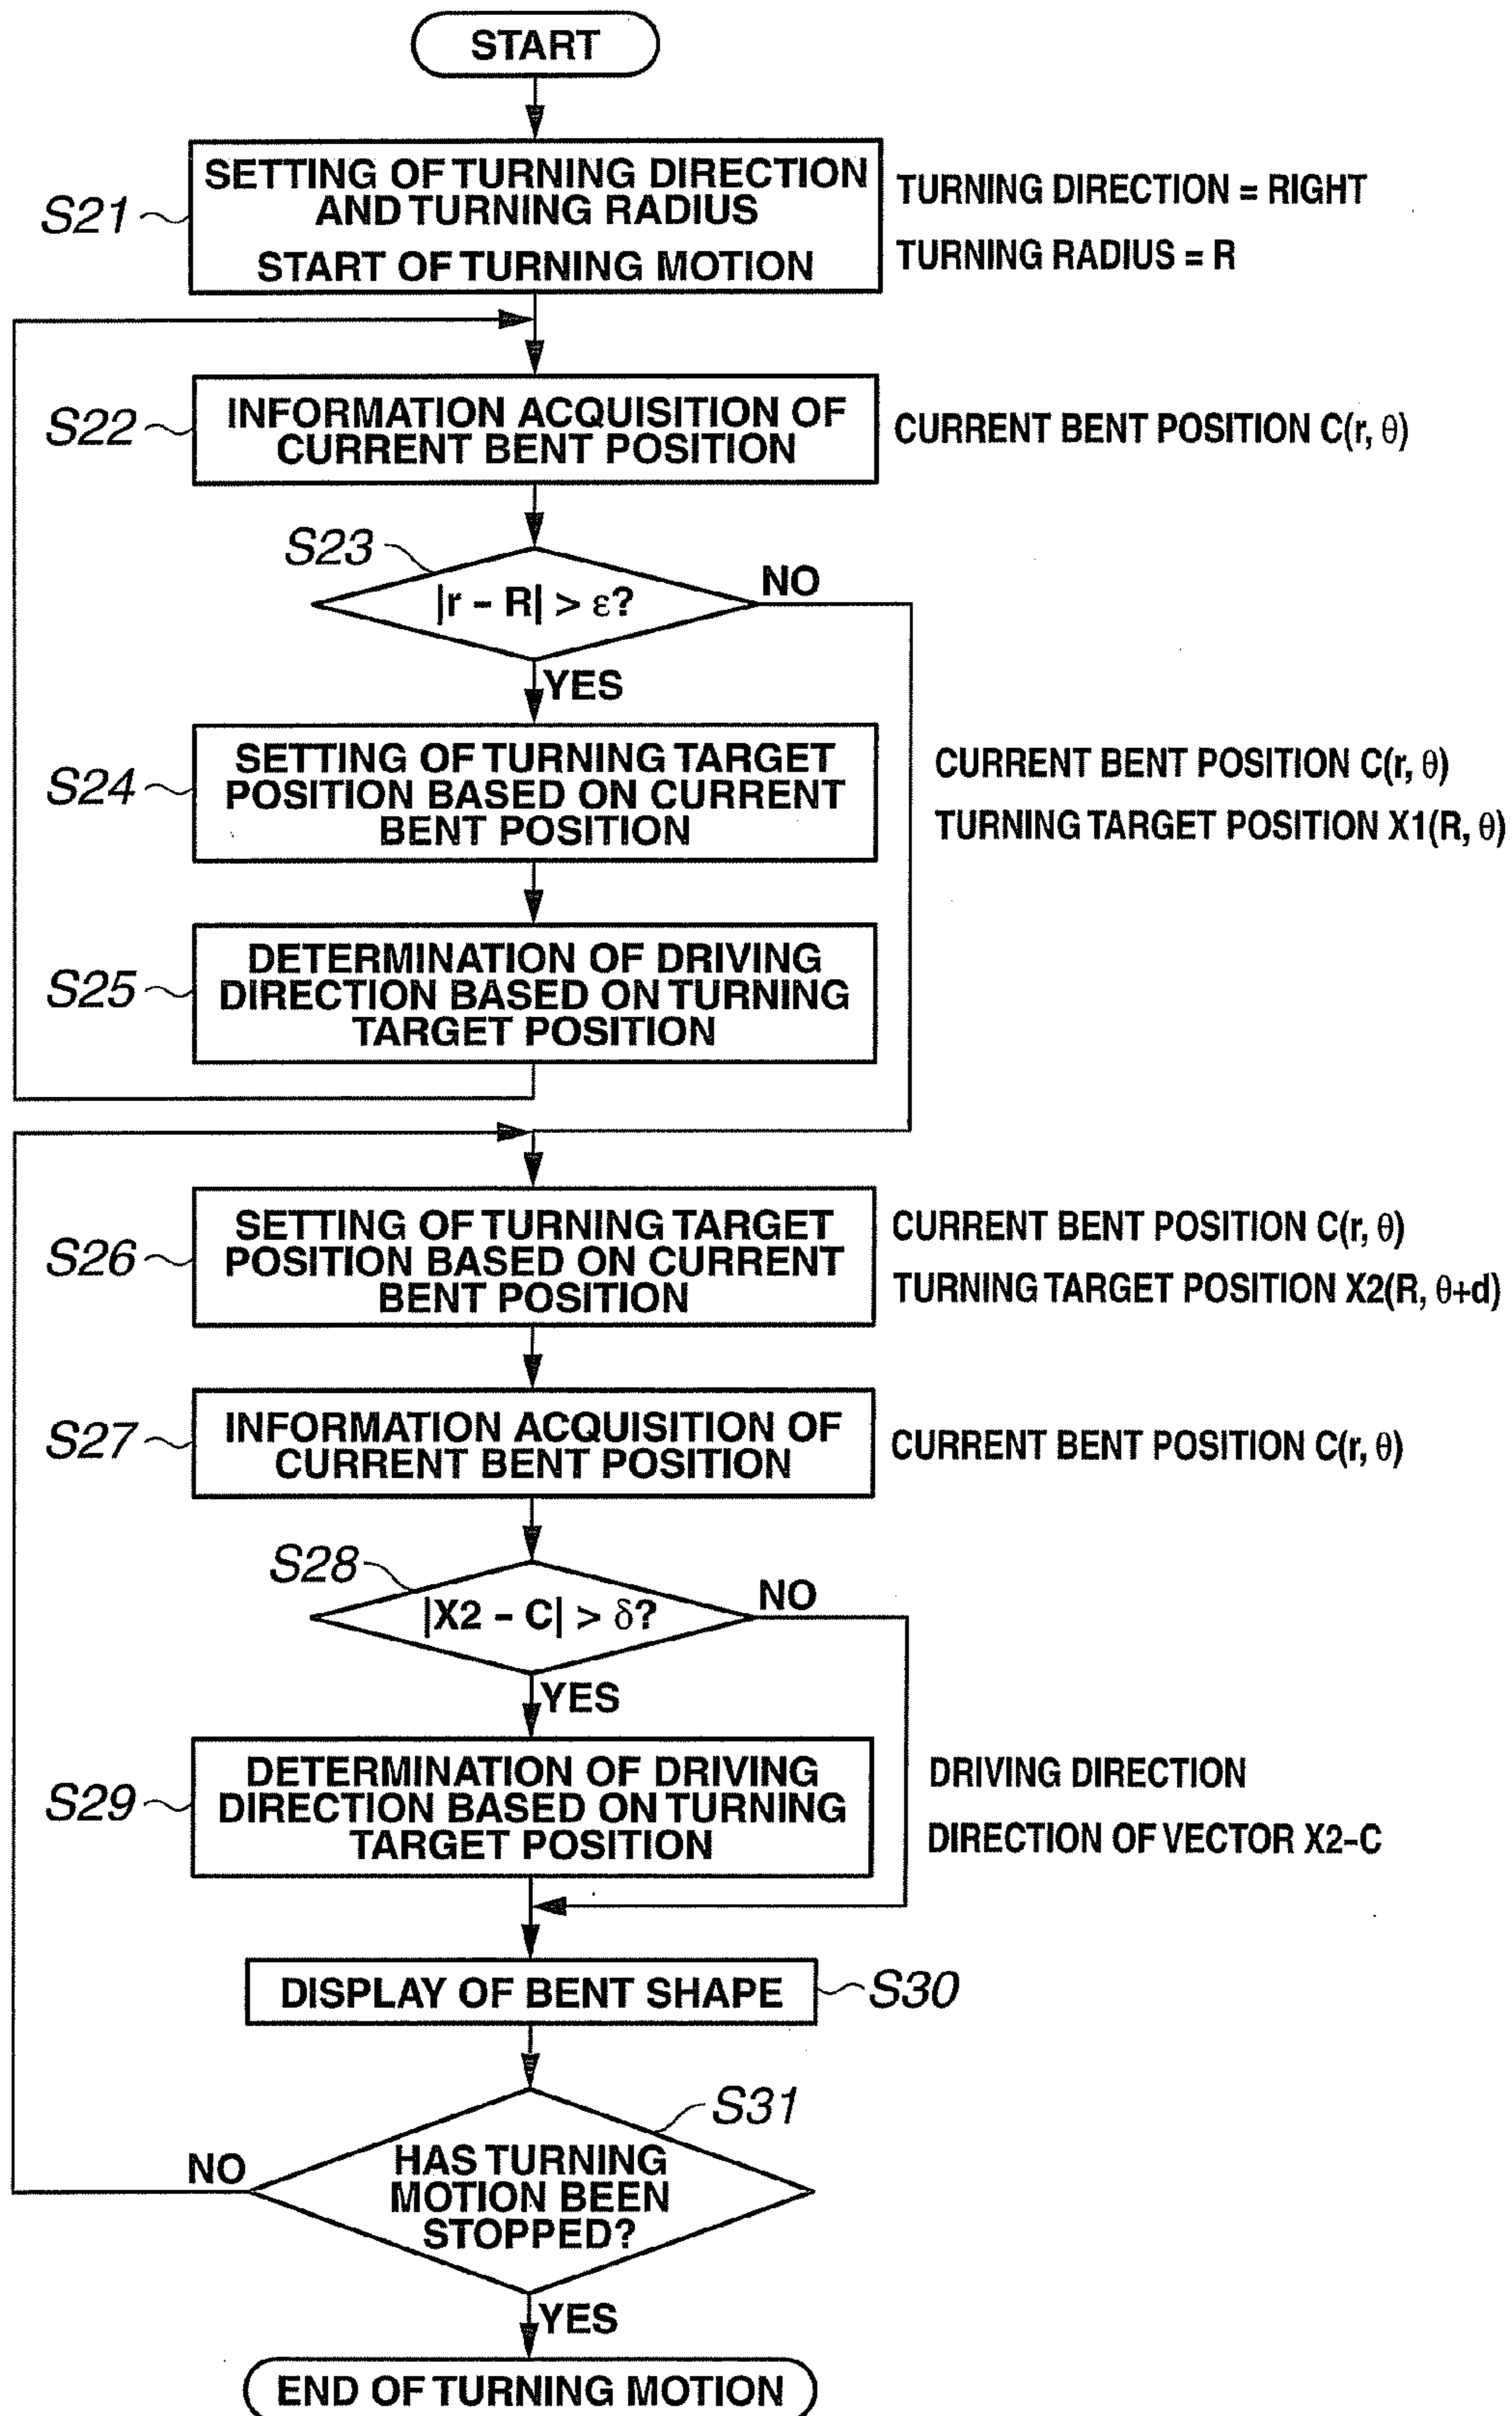 START
SETTING OF TURNING DIRECTION
AND TURNING RADIUS
START OF TURNING MOTION
S21
TURNING DIRECTION = RIGHT
TURNING RADIUS = R
S22
INFORMATION ACQUISITION OF
CURRENT BENT POSITION
CURRENT BENT POSITION C(r, θ)
S23
|r – R| > ε?
NO
YES
S24
SETTING OF TURNING TARGET
POSITION BASED ON CURRENT
BENT POSITION
CURRENT BENT POSITION C(r, θ)
TURNING TARGET POSITION X1(R, θ)
S25
DETERMINATION OF DRIVING
DIRECTION BASED ON TURNING
TARGET POSITION
S26
SETTING OF TURNING TARGET
POSITION BASED ON CURRENT
BENT POSITION
CURRENT BENT POSITION C(r, θ)
TURNING TARGET POSITION X2(R, θ+d)
S27
INFORMATION ACQUISITION OF
CURRENT BENT POSITION
CURRENT BENT POSITION C(r, θ)
S28
|X2 – C| > δ?
NO
YES
S29
DETERMINATION OF DRIVING
DIRECTION BASED ON TURNING
TARGET POSITION
DRIVING DIRECTION
DIRECTION OF VECTOR X2–C
DISPLAY OF BENT SHAPE
S30
S31
HAS TURNING
MOTION BEEN
STOPPED?
NO
YES
END OF TURNING MOTION